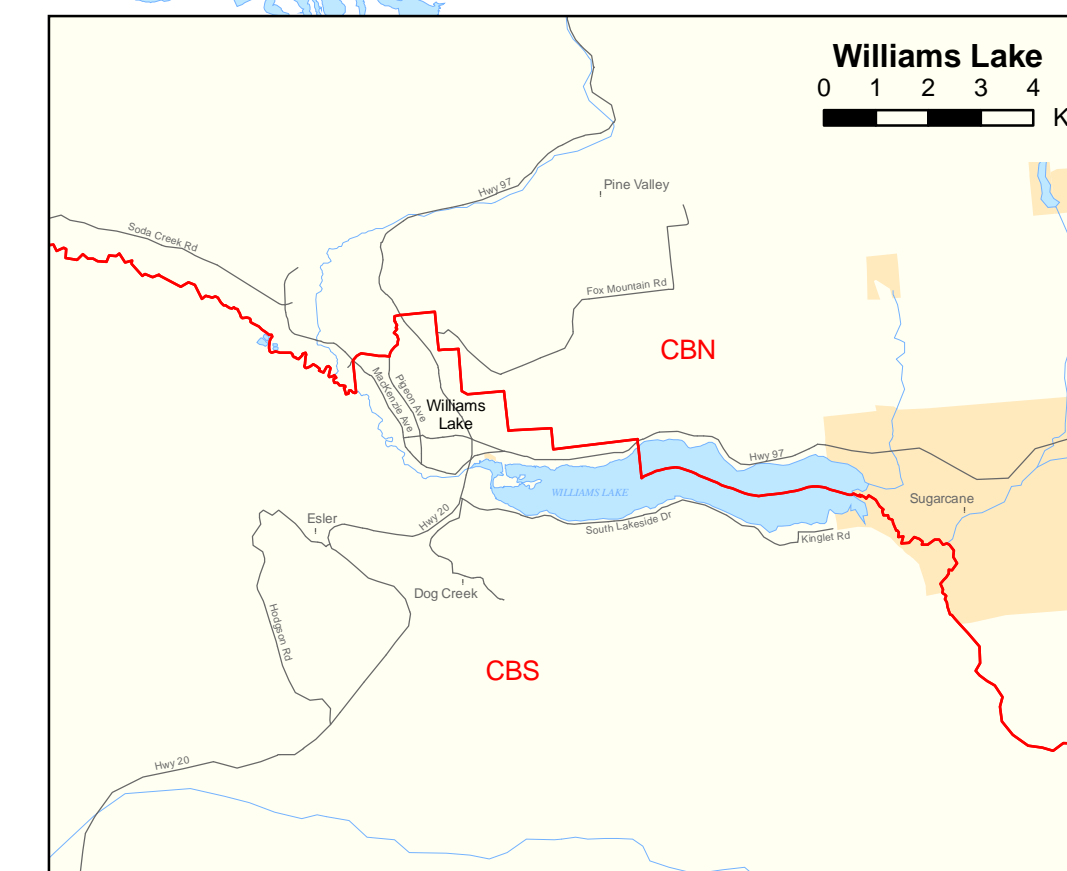 Williams Lake
0 1 2 3 4
K
Hwy 97
Pine Valley
Soda Creek Rd
Fox Mountain Rd
CBN
MacKenzie Ave
Pigeon Ave
Williams
Lake
Hwy 97
WILLIAMS LAKE
Sugarcane
Hwy 20
Esler
South Lakeside Dr
Kinglet Rd
Dog Creek
Hodgson Rd
CBS
Hwy 20